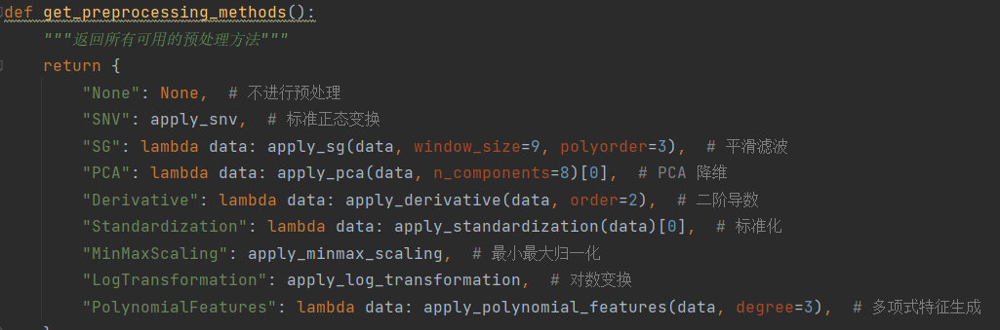 def get_preprocessing_methods():
    """返回所有可用的预处理方法"""
    return {
        "None": None,  # 不进行预处理
        "SNV": apply_snv,  # 标准正态变换
        "SG": lambda data: apply_sg(data, window_size=9, polyorder=3),  # 平滑滤波
        "PCA": lambda data: apply_pca(data, n_components=8)[0],  # PCA 降维
        "Derivative": lambda data: apply_derivative(data, order=2),  # 二阶导数
        "Standardization": lambda data: apply_standardization(data)[0],  # 标准化
        "MinMaxScaling": apply_minmax_scaling,  # 最小最大归一化
        "LogTransformation": apply_log_transformation,  # 对数变换
        "PolynomialFeatures": lambda data: apply_polynomial_features(data, degree=3),  # 多项式特征生成
    }